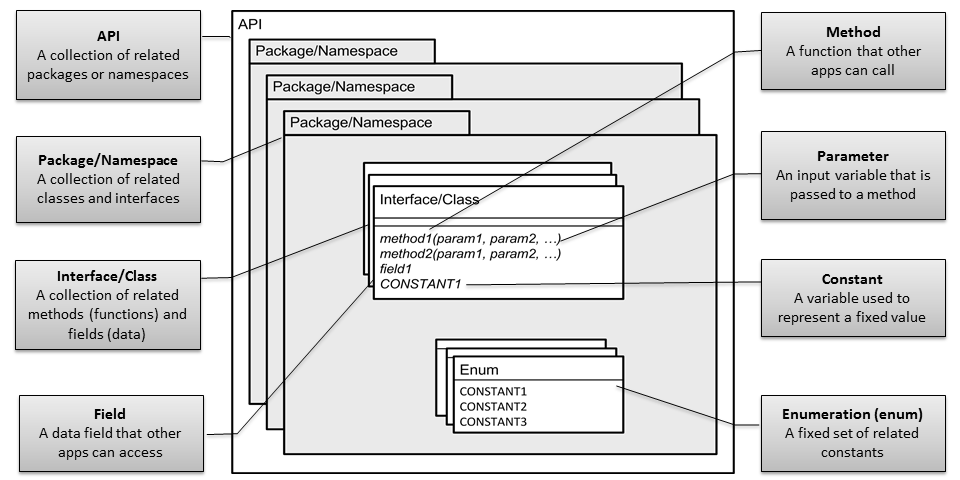 API
A collection of related
packages or namespaces
Package/Namespace
A collection of related
classes and interfaces
Interface/Class
A collection of related
methods (functions) and
fields (data)
Field
A data field that other
apps can access
API
Package/Namespace
Package/Namespace
Package/Namespace
Interface/Class
method1(param1, param2, ...)
method2(param1, param2, ...)
field1
CONSTANT1
Enum
CONSTANT1
CONSTANT2
CONSTANT3
Method
A function that other
apps can call
Parameter
An input variable that is
passed to a method
Constant
A variable used to
represent a fixed value
Enumeration (enum)
A fixed set of related
constants